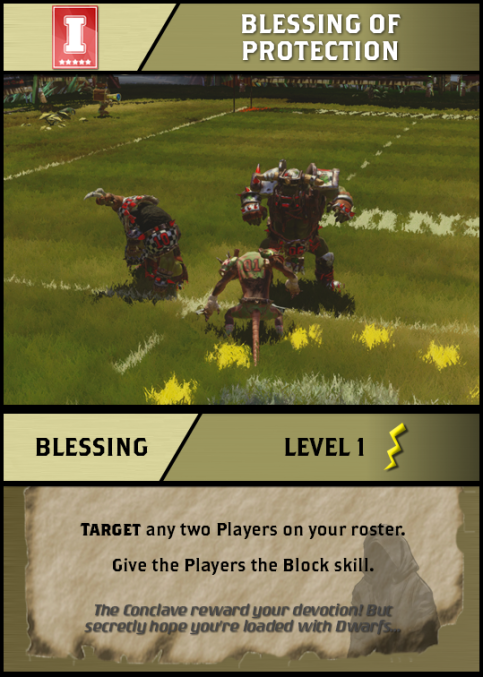 I
BLESSING OF
PROTECTION
BLESSING
LEVEL 1
TARGET any two Players on your roster.
Give the Players the Block skill.
The Conclave reward your devotion! But
secretly hope you're loaded with Dwarfs...